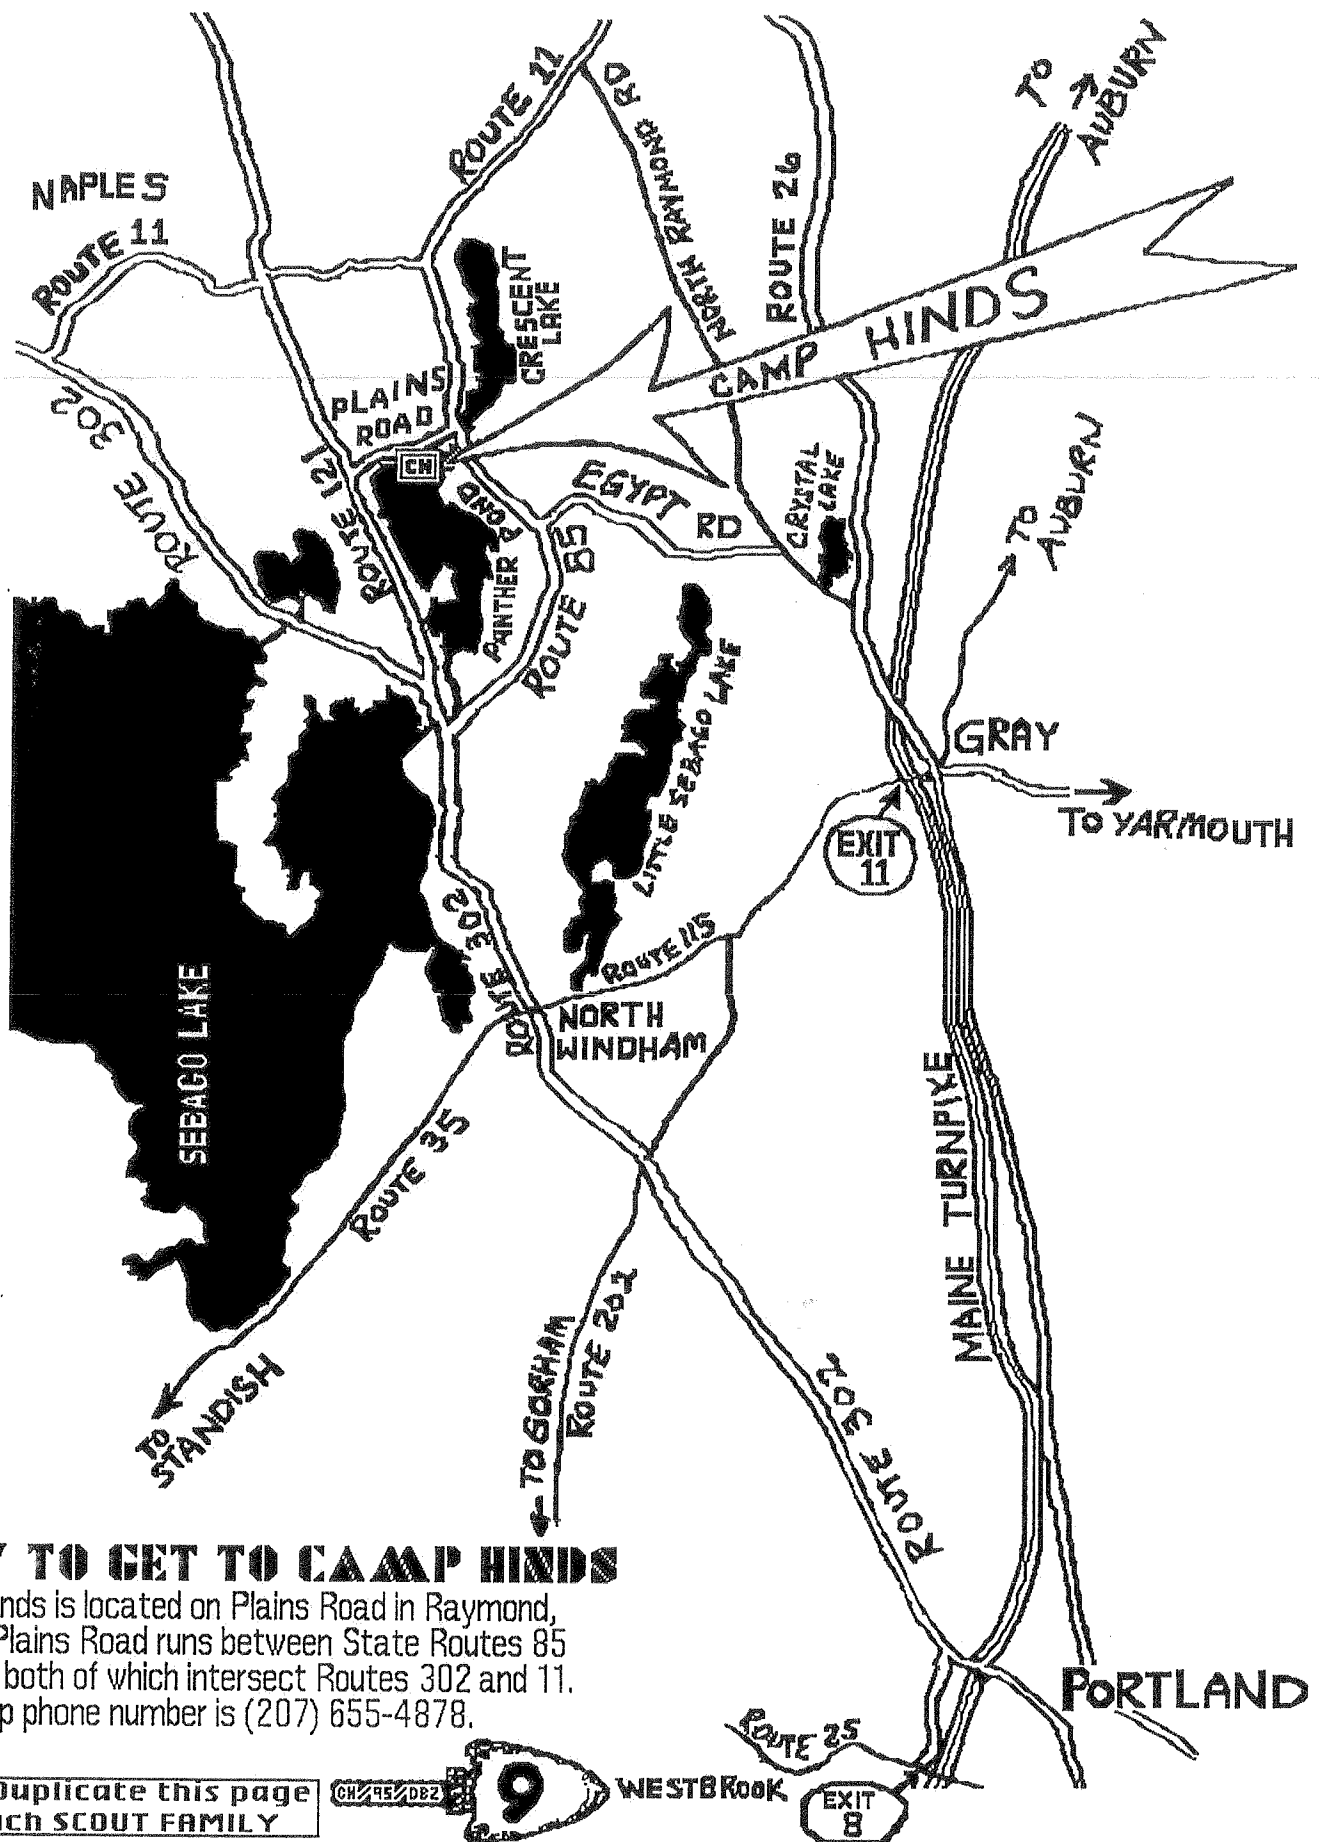 TO
AUBURN
ROUTE 11
NORTH RAYMOND RD
ROUTE 26
NAPLES
ROUTE 11
CRESCENT
LAKE
CAMP HINDS
PLAINS
ROAD
ROUTE 302
ROUTE 121
CH
PANTHER POND
EGYPT RD
CRYSTAL
LAKE
TO
AUBURN
ROUTE 85
LITTLE SEBAGO LAKE
GRAY
TO YARMOUTH
EXIT
11
ROUTE 302
ROUTE 115
NORTH
WINDHAM
SEBAGO LAKE
ROUTE 35
MAINE TURNPIKE
TO
STANDISH
TO GORHAM
ROUTE 202
ROUTE 302
TO GET TO CAMP HINDS
nds is located on Plains Road in Raymond,
Plains Road runs between State Routes 85
both of which intersect Routes 302 and 11.
p phone number is (207) 655-4878.
PORTLAND
ROUTE 25
Duplicate this page
ch SCOUT FAMILY
CH/95/DB2
9
WESTBROOK
EXIT
8